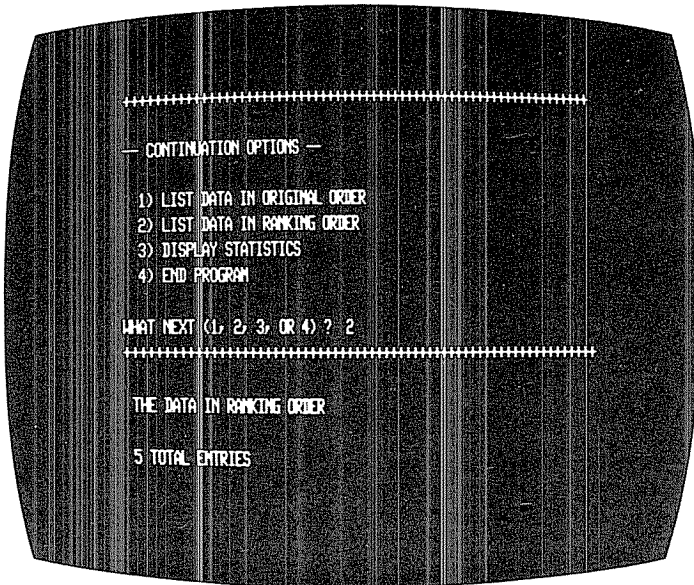 ++++++++++++++++++++++++++++++++++++++++++++++++++++++++++++
— CONTINUATION OPTIONS —
1) LIST DATA IN ORIGINAL ORDER
2) LIST DATA IN RANKING ORDER
3) DISPLAY STATISTICS
4) END PROGRAM
WHAT NEXT (1, 2, 3, OR 4) ? 2
++++++++++++++++++++++++++++++++++++++++++++++++++++++++++++
THE DATA IN RANKING ORDER
5 TOTAL ENTRIES